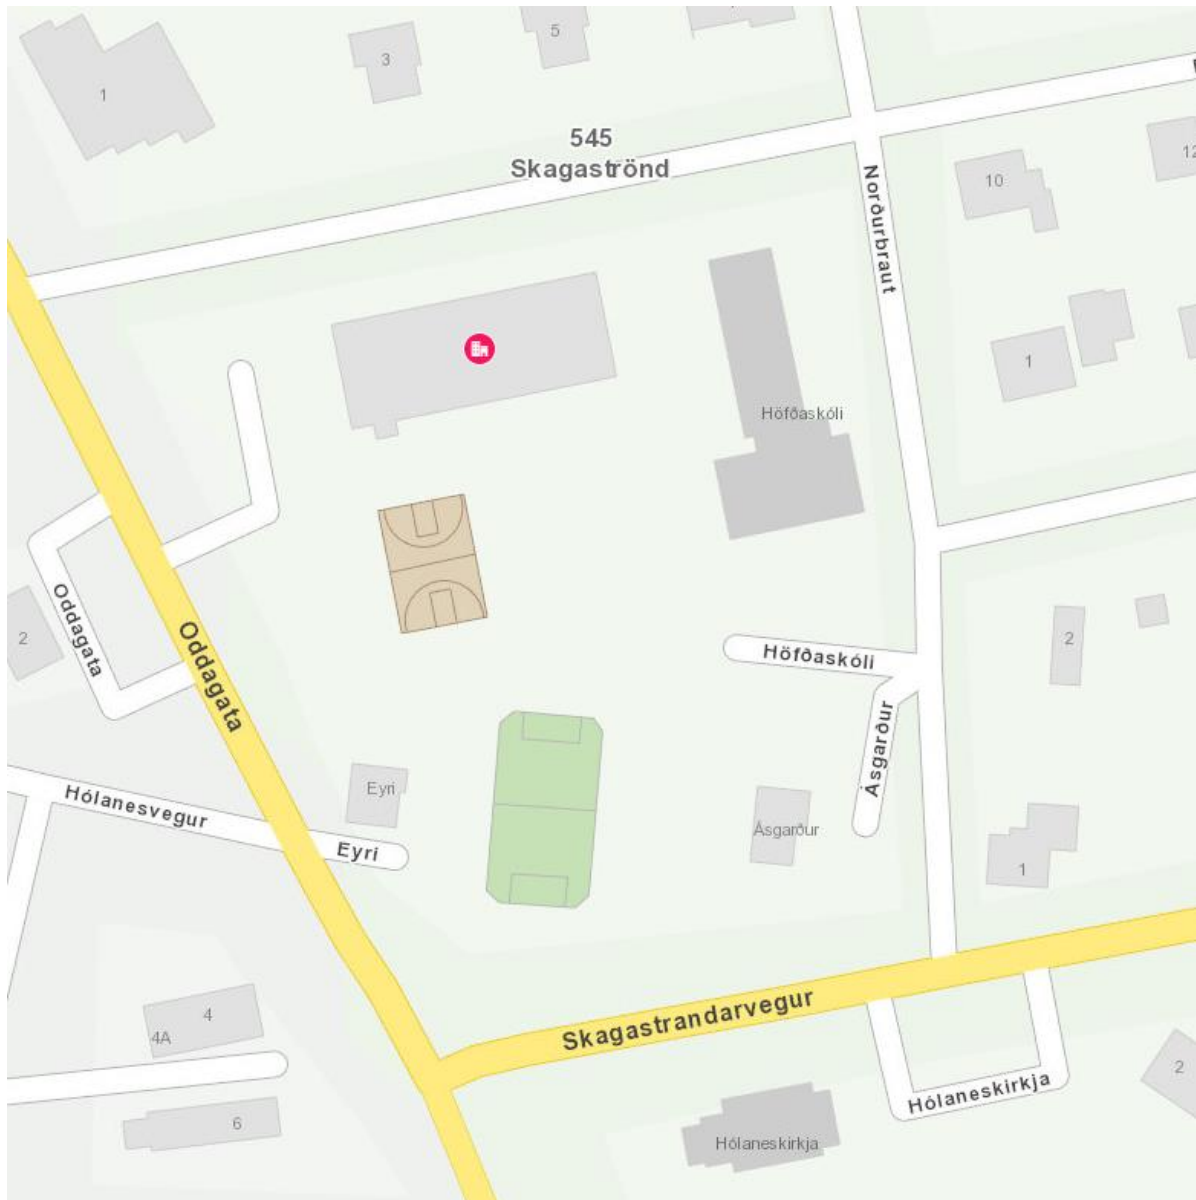 5
3
1
545
Skagaströnd
12
10
Norðurbraut
1
Höfðaskóli
Oddagata
2
Oddagata
2
Höfðaskóli
Ásgarður
Eyri
Hólanesvegur
Ásgarður
Eyri
1
Skagastrandarvegur
4
4A
2
Hólaneskirkja
6
Hólaneskirkja